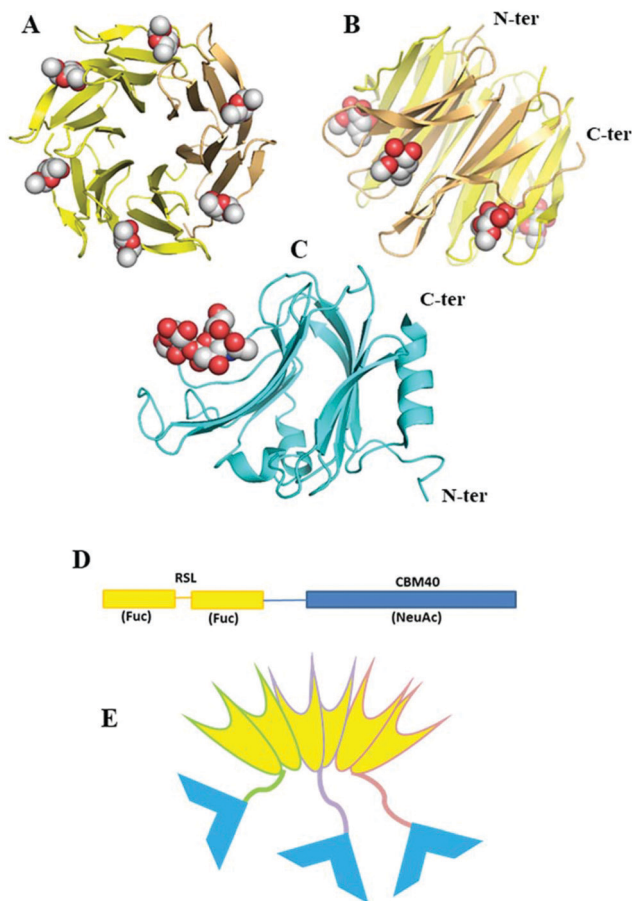 A
B
N-ter
C-ter
C
C-ter
N-ter
D
RSL
CBM40
(Fuc)
(Fuc)
(NeuAc)
E